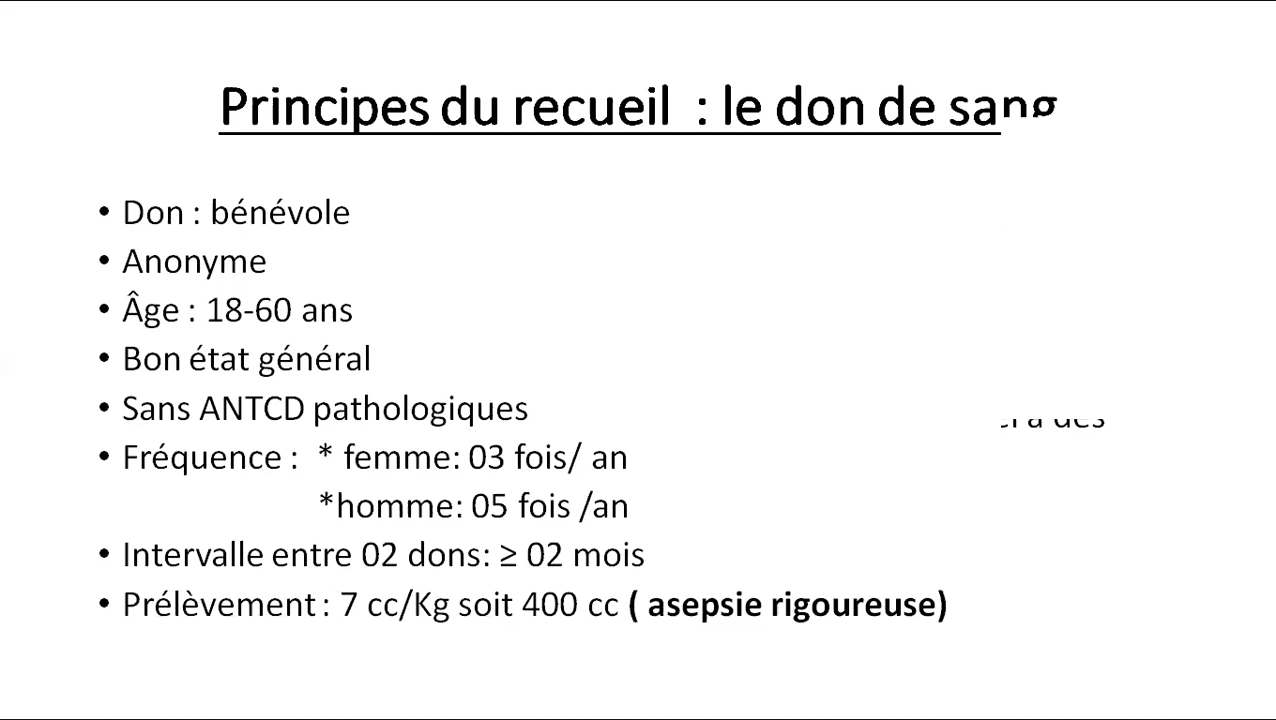 Principes du recueil : le don de sang
• Don : bénévole
• Anonyme
• Âge : 18-60 ans
• Bon état général
• Sans ANTCD pathologiques
• Fréquence : * femme: 03 fois/ an
*homme: 05 fois /an
• Intervalle entre 02 dons: ≥ 02 mois
• Prélèvement : 7 cc/Kg soit 400 cc ( asepsie rigoureuse)